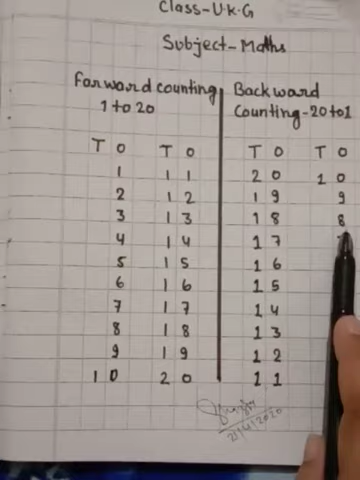 Class-U.K.G
Subject-Maths
Forward counting
1 to 20
Backward
Counting-20 to 1
T O T O T O T O
1 1 1 2 0 1 0
2 1 2 1 9 9
3 1 3 1 8 8
4 1 4 1 7
5 1 5 1 6
6 1 6 1 5
7 1 7 1 4
8 1 8 1 3
9 1 9 1 2
1 0 2 0 1 1
21/4/2020